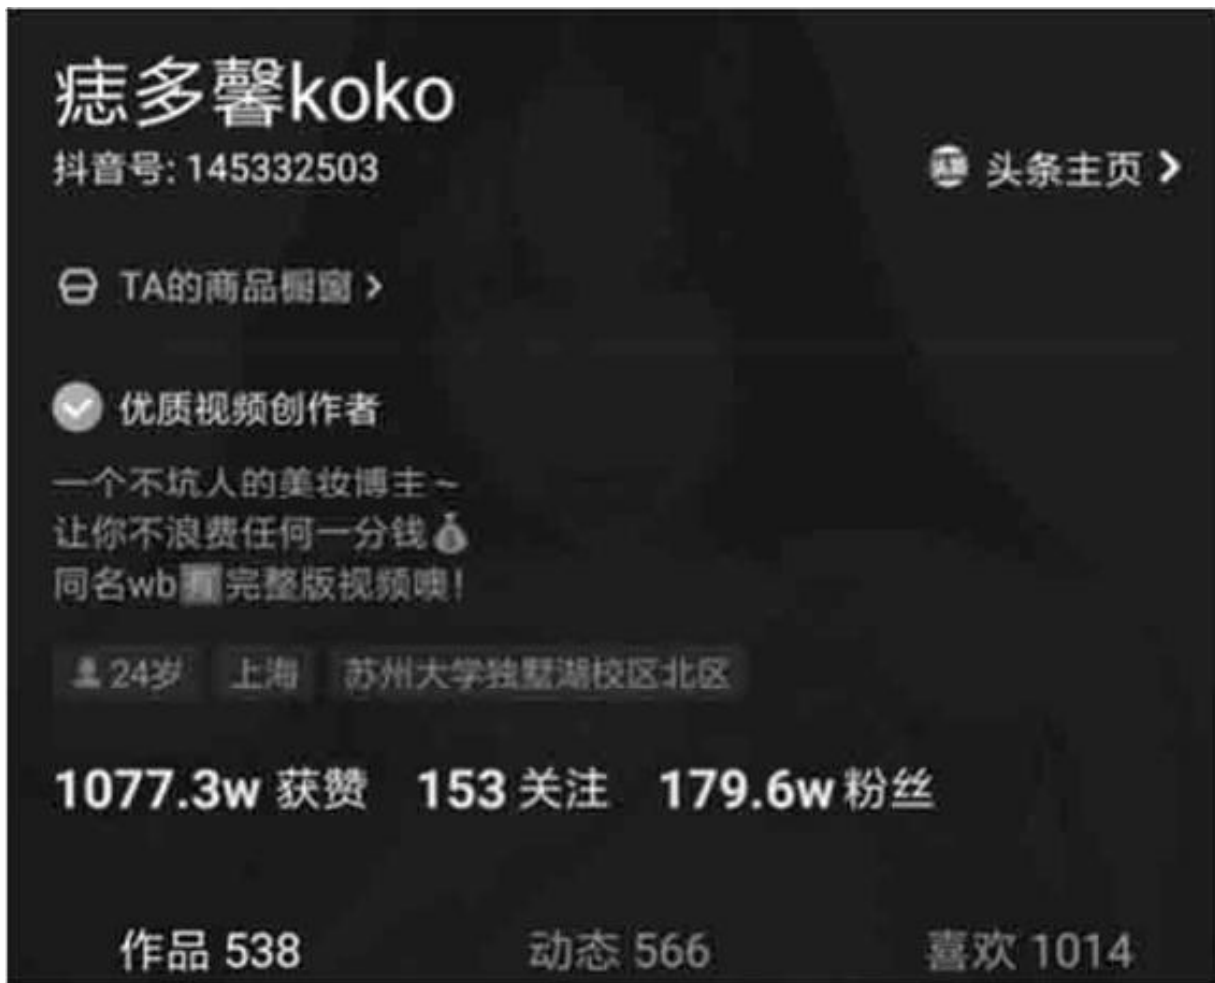 痣多馨koko
抖音号: 145332503
头条主页
TA的商品橱窗
优质视频创作者
一个不坑人的美妆博主~
让你不浪费任何一分钱💰
同名wb有完整版视频噢!
24岁 上海 苏州大学独墅湖校区北区
1077.3w 获赞 153 关注 179.6w 粉丝
作品 538 动态 566 喜欢 1014